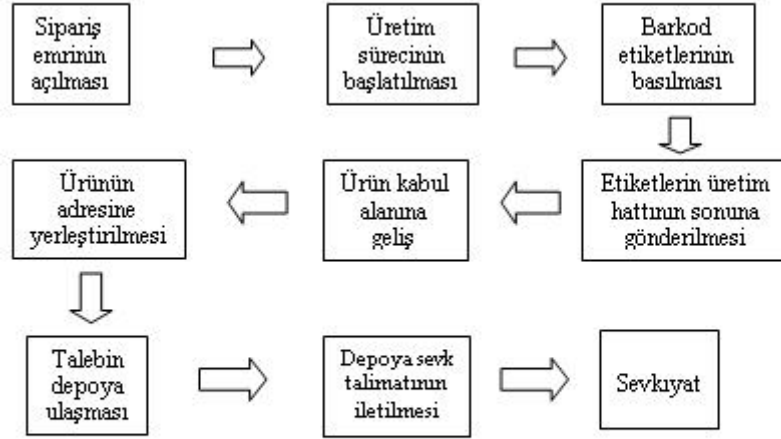 Sipariş
emrinin
açılması
Üretim
sürecinin
başlatılması
Barkod
etiketlerinin
basılması
Etiketlerin üretim
hattının sonuna
gönderilmesi
Ürün kabul
alanına
geliş
Ürünün
adresine
yerleştirilmesi
Talebin
depoya
ulaşması
Depoya sevk
talimatının
iletilmesi
Sevkıyat